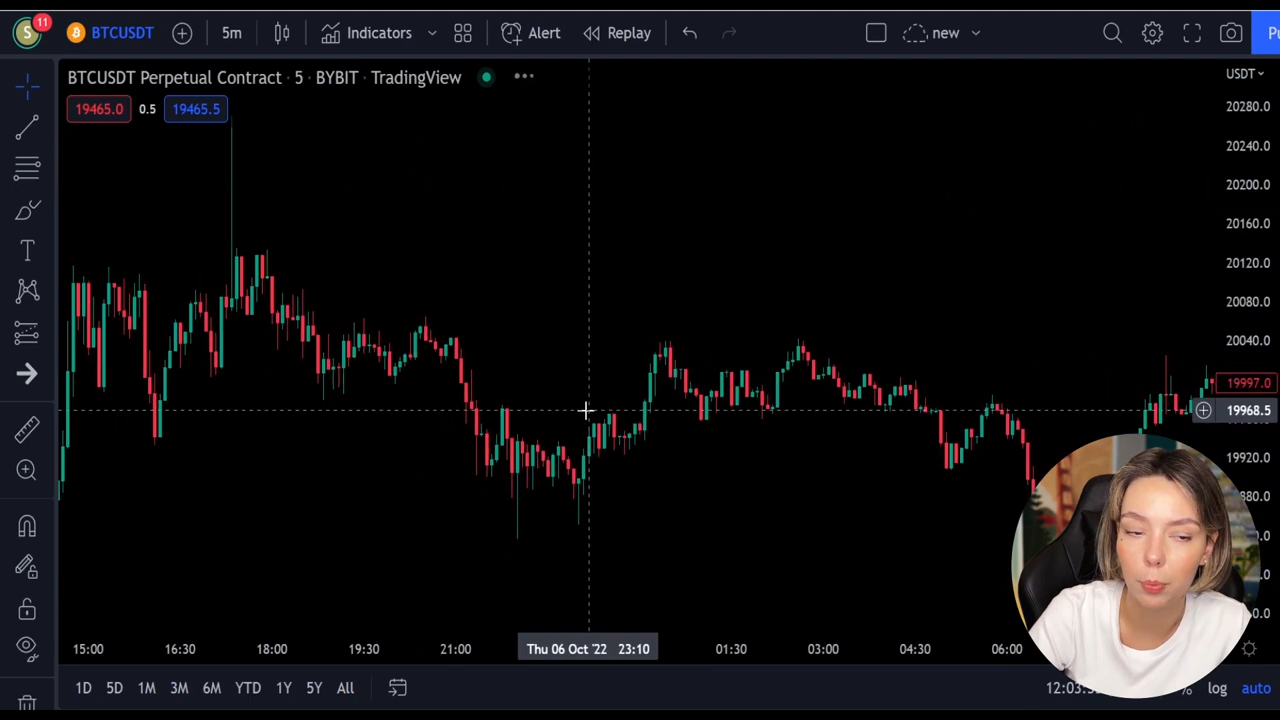 S 11 BTCUSDT 5m Indicators Alert Replay new
BTCUSDT Perpetual Contract · 5 · BYBIT · TradingView
19465.0 0.5 19465.5
USDT
20280.0
20240.0
20200.0
20160.0
20120.0
20080.0
20040.0
19997.0
19968.5
19920.0
15:00 16:30 18:00 19:30 21:00 Thu 06 Oct '22 23:10 01:30 03:00 04:30 06:00
1D 5D 1M 3M 6M YTD 1Y 5Y All % log auto